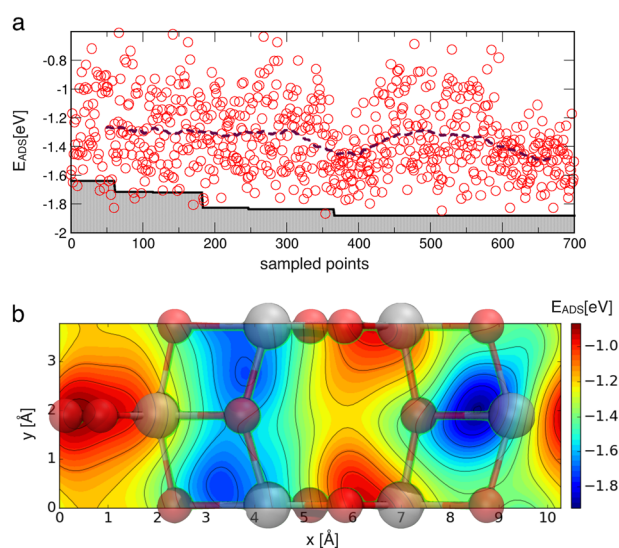 a
E_ADS[eV]
-0.8
-1
-1.2
-1.4
-1.6
-1.8
-2
0 100 200 300 400 500 600 700
sampled points
b
E_ADS[eV]
y [Å]
3
2
1
0
0 1 2 3 4 5 6 7 8 9 10
x [Å]
−1.0
−1.2
−1.4
−1.6
−1.8